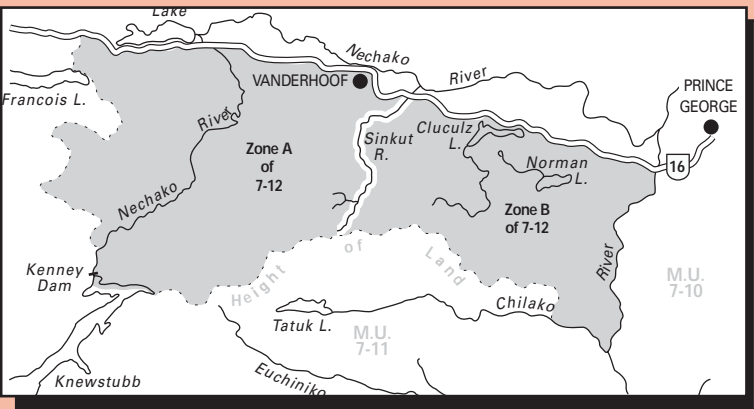 Lake
Nechako
River
VANDERHOOF
PRINCE
GEORGE
Francois L.
River
Sinkut
R.
Cluculz
L.
16
Zone A
of
7-12
Norman
L.
Nechako
Zone B
of 7-12
Kenney
Dam
Height
of
Land
River
M.U.
7-10
Chilako
Tatuk L.
M.U.
7-11
Knewstubb
Euchiniko